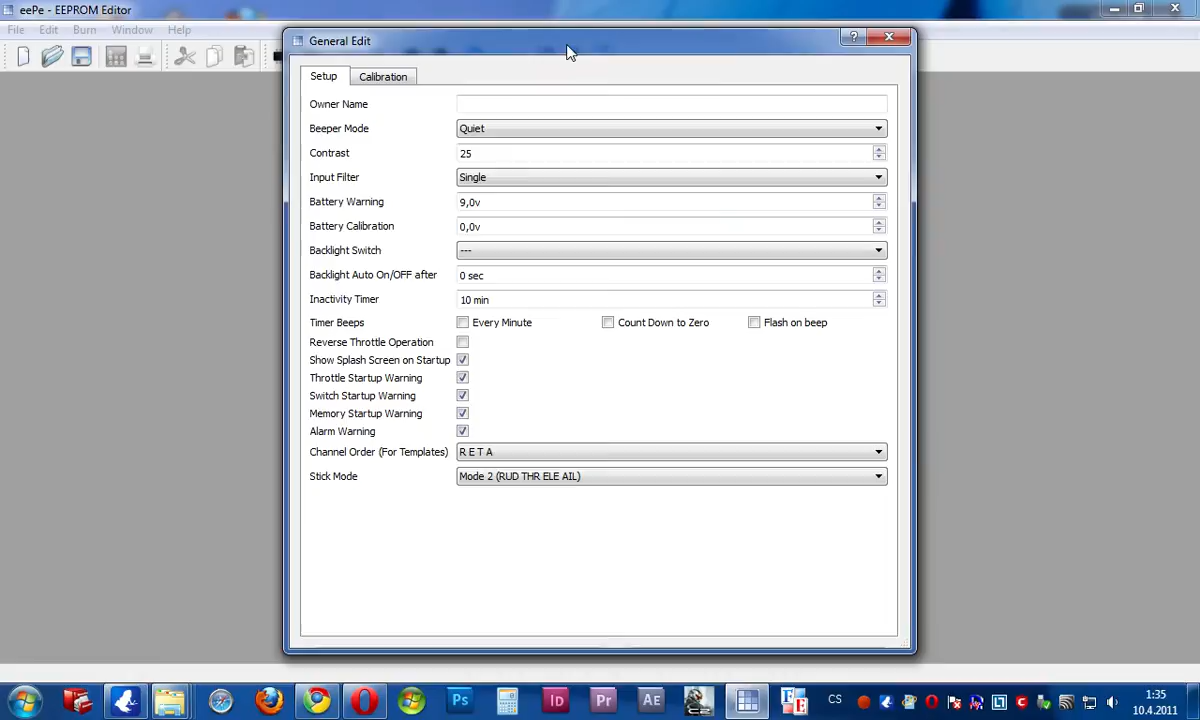 eePe - EEPROM Editor
File Edit Burn Window Help
General Edit
?
Setup Calibration
Owner Name
Beeper Mode Quiet
Contrast 25
Input Filter Single
Battery Warning 9,0v
Battery Calibration 0,0v
Backlight Switch ---
Backlight Auto On/OFF after 0 sec
Inactivity Timer 10 min
Timer Beeps Every Minute Count Down to Zero Flash on beep
Reverse Throttle Operation
Show Splash Screen on Startup
Throttle Startup Warning
Switch Startup Warning
Memory Startup Warning
Alarm Warning
Channel Order (For Templates) R E T A
Stick Mode Mode 2 (RUD THR ELE AIL)
Ps Id Pr AE CS 1:35
10.4.2011